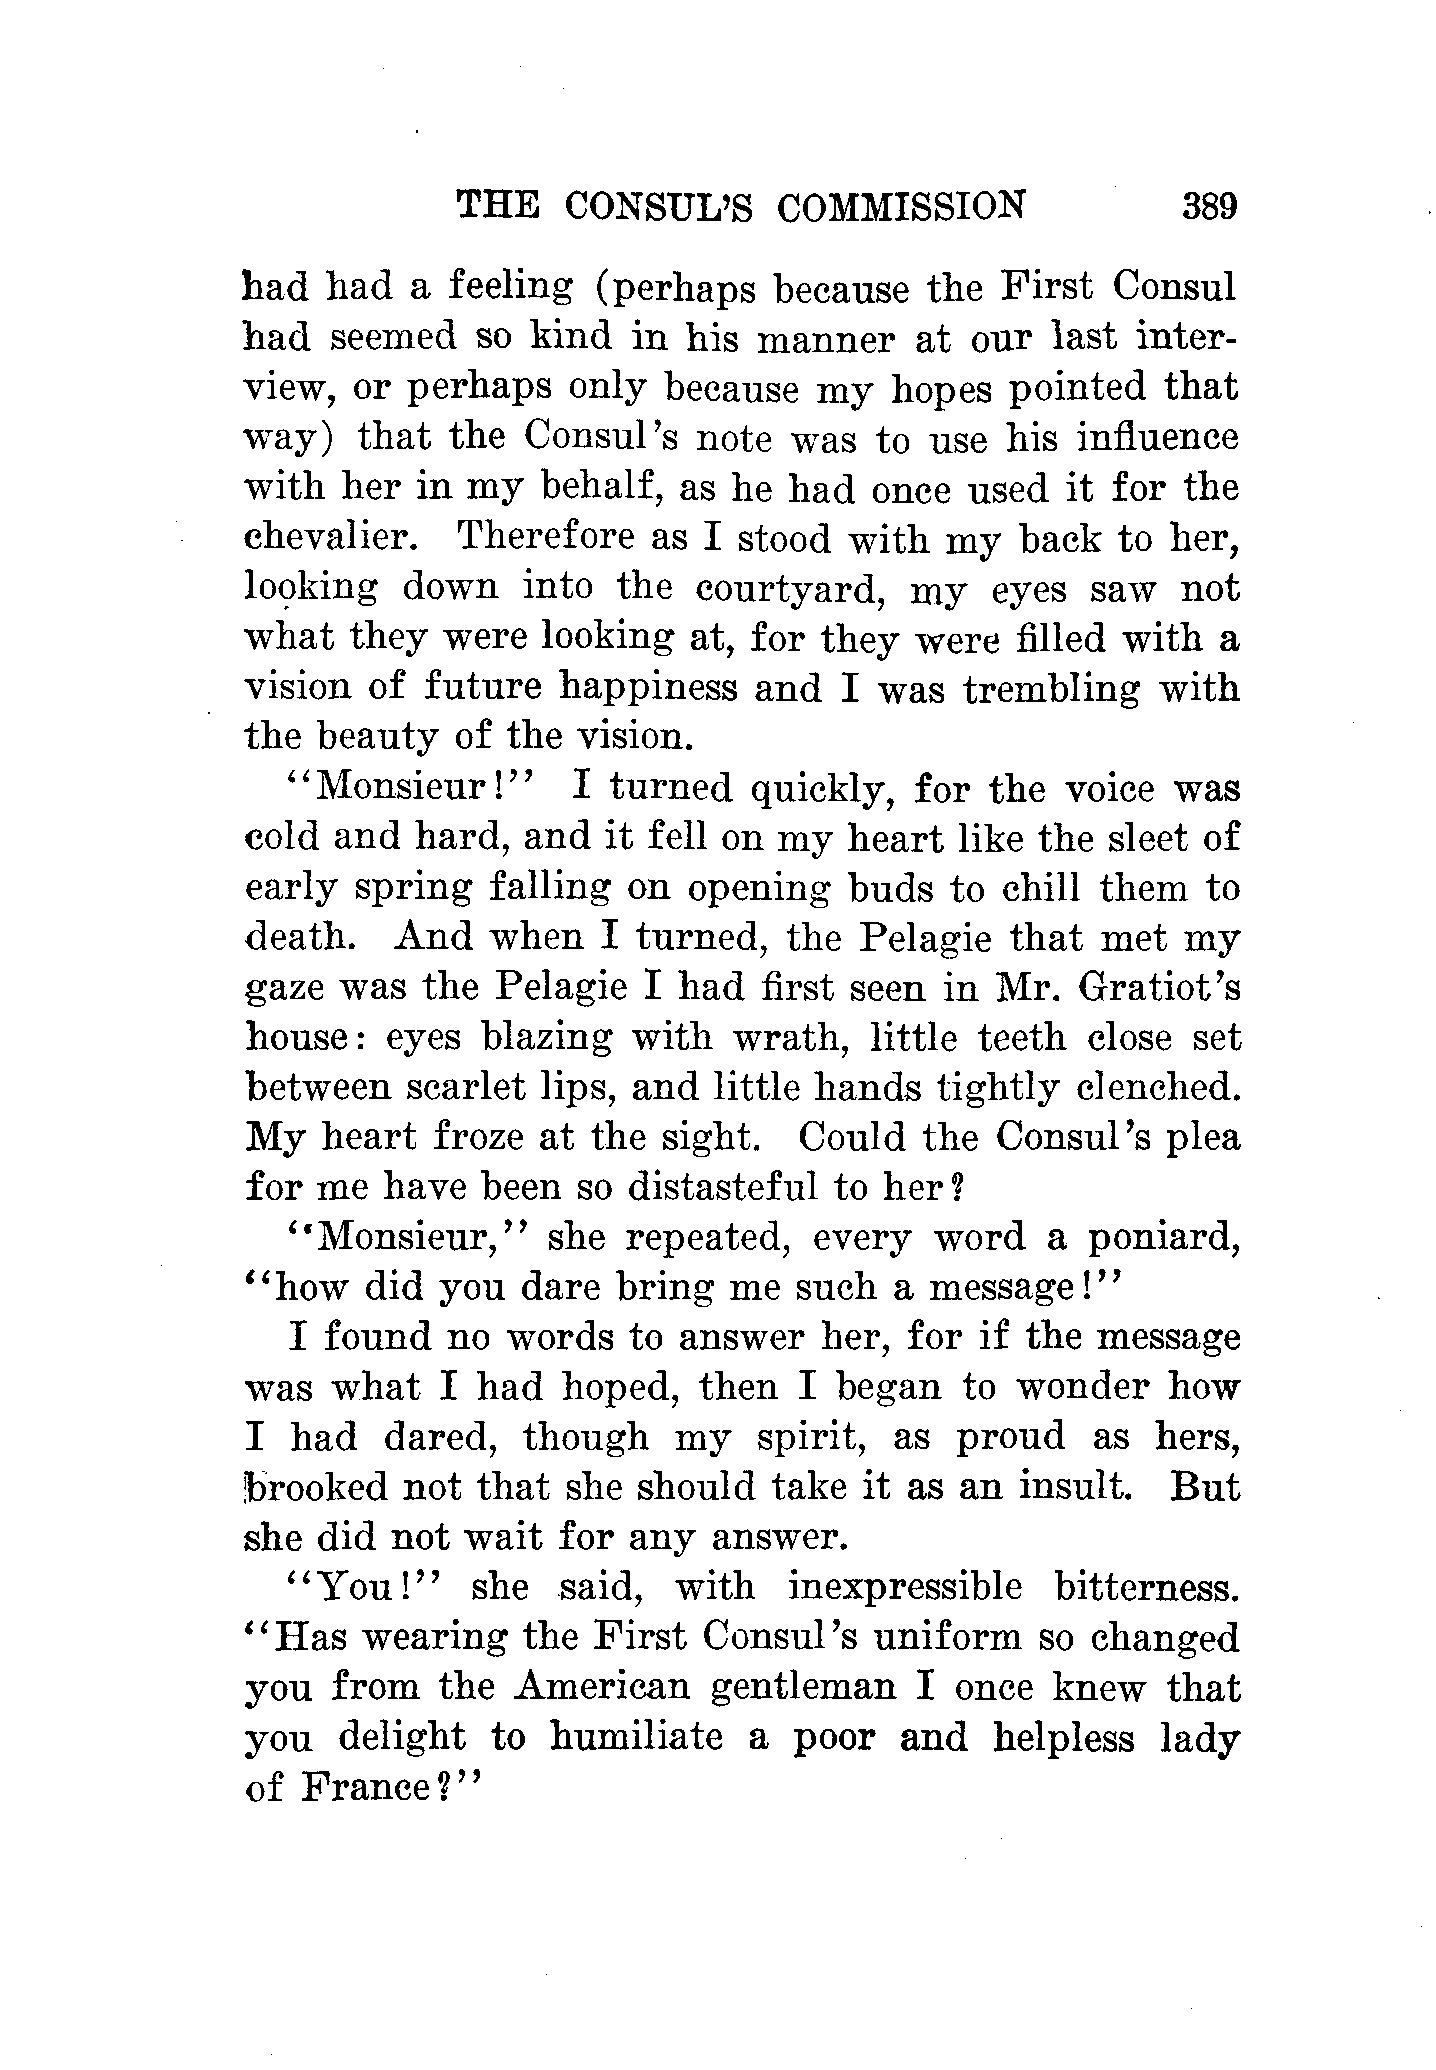 THE CONSUL'S COMMISSION 389
had had a feeling (perhaps because the First Consul
had seemed so kind in his manner at our last inter-
view, or perhaps only because my hopes pointed that
way) that the Consul's note was to use his influence
with her in my behalf, as he had once used it for the
chevalier. Therefore as I stood with my back to her,
looking down into the courtyard, my eyes saw not
what they were looking at, for they were filled with a
vision of future happiness and I was trembling with
the beauty of the vision.
"Monsieur!" I turned quickly, for the voice was
cold and hard, and it fell on my heart like the sleet of
early spring falling on opening buds to chill them to
death. And when I turned, the Pelagie that met my
gaze was the Pelagie I had first seen in Mr. Gratiot's
house: eyes blazing with wrath, little teeth close set
between scarlet lips, and little hands tightly clenched.
My heart froze at the sight. Could the Consul's plea
for me have been so distasteful to her?
"Monsieur," she repeated, every word a poniard,
"how did you dare bring me such a message!"
I found no words to answer her, for if the message
was what I had hoped, then I began to wonder how
I had dared, though my spirit, as proud as hers,
brooked not that she should take it as an insult. But
she did not wait for any answer.
"You!" she said, with inexpressible bitterness.
"Has wearing the First Consul's uniform so changed
you from the American gentleman I once knew that
you delight to humiliate a poor and helpless lady
of France?"